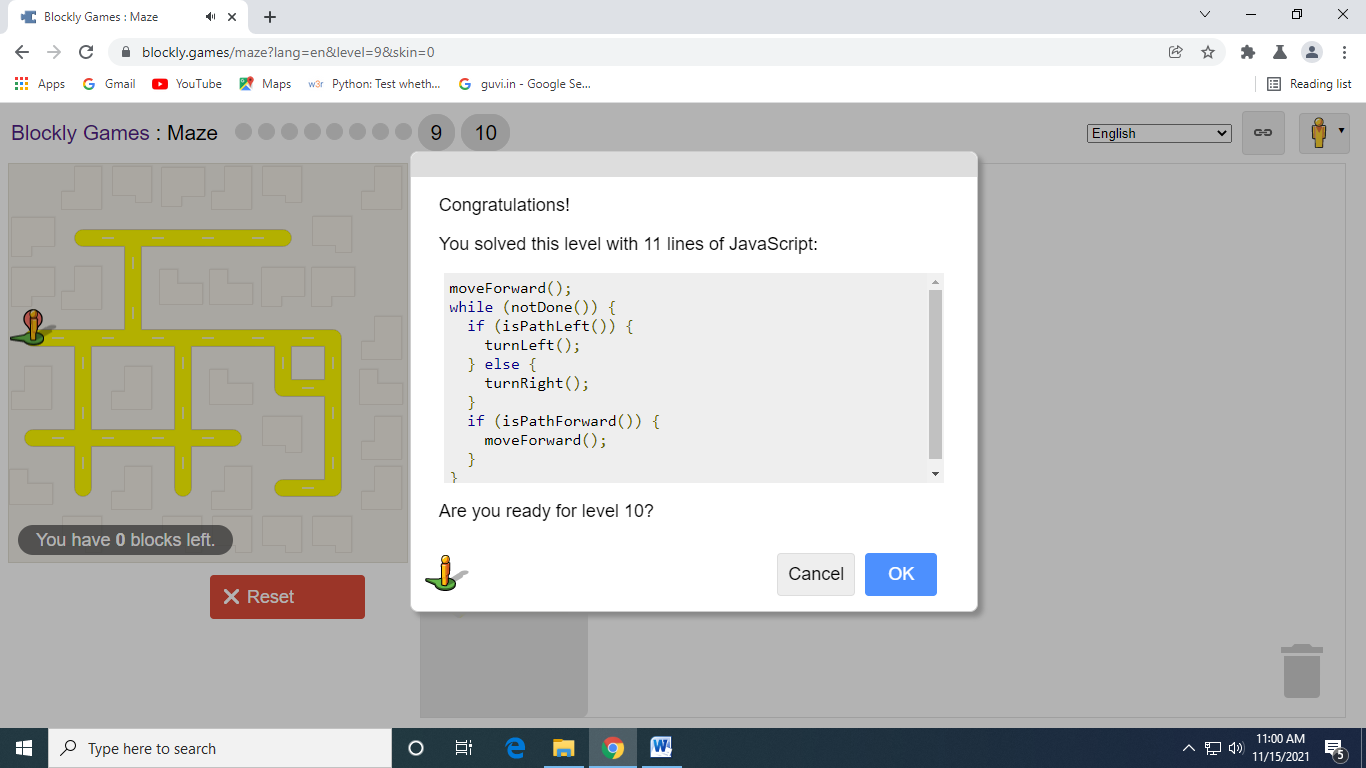 Blockly Games : Maze
blockly.games/maze?lang=en&level=9&skin=0
Apps Gmail YouTube Maps w3r Python: Test wheth... guvi.in - Google Se... Reading list
Blockly Games : Maze 9 10 English
Congratulations!
You solved this level with 11 lines of JavaScript:
moveForward();
while (notDone()) {
if (isPathLeft()) {
turnLeft();
} else {
turnRight();
}
if (isPathForward()) {
moveForward();
}
}
Are you ready for level 10?
You have 0 blocks left.
Cancel OK
Reset
Type here to search
11:00 AM
11/15/2021
5